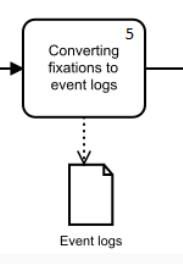 5
Converting
fixations to
event logs
Event logs